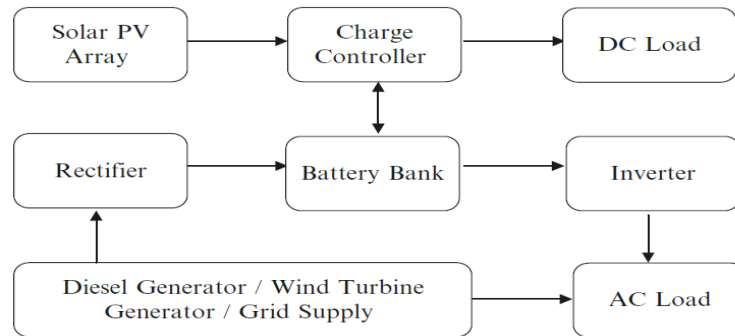 Solar PV
Array
Charge
Controller
DC Load
Rectifier
Battery Bank
Inverter
Diesel Generator / Wind Turbine
Generator / Grid Supply
AC Load